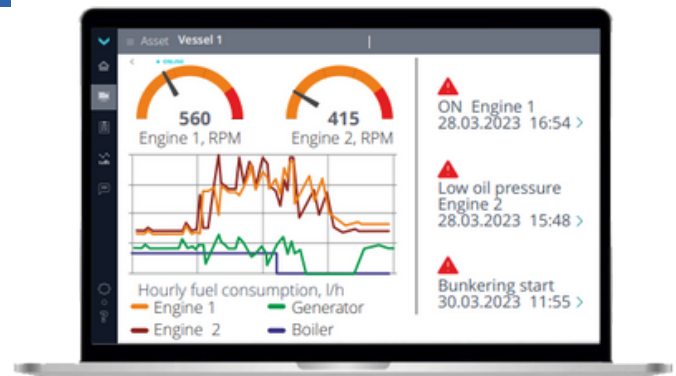 Asset Vessel 1
ONLINE
560
Engine 1, RPM
415
Engine 2, RPM
Hourly fuel consumption, l/h
Engine 1
Generator
Engine 2
Boiler
ON Engine 1
28.03.2023 16:54 >
Low oil pressure
Engine 2
28.03.2023 15:48 >
Bunkering start
30.03.2023 11:55 >